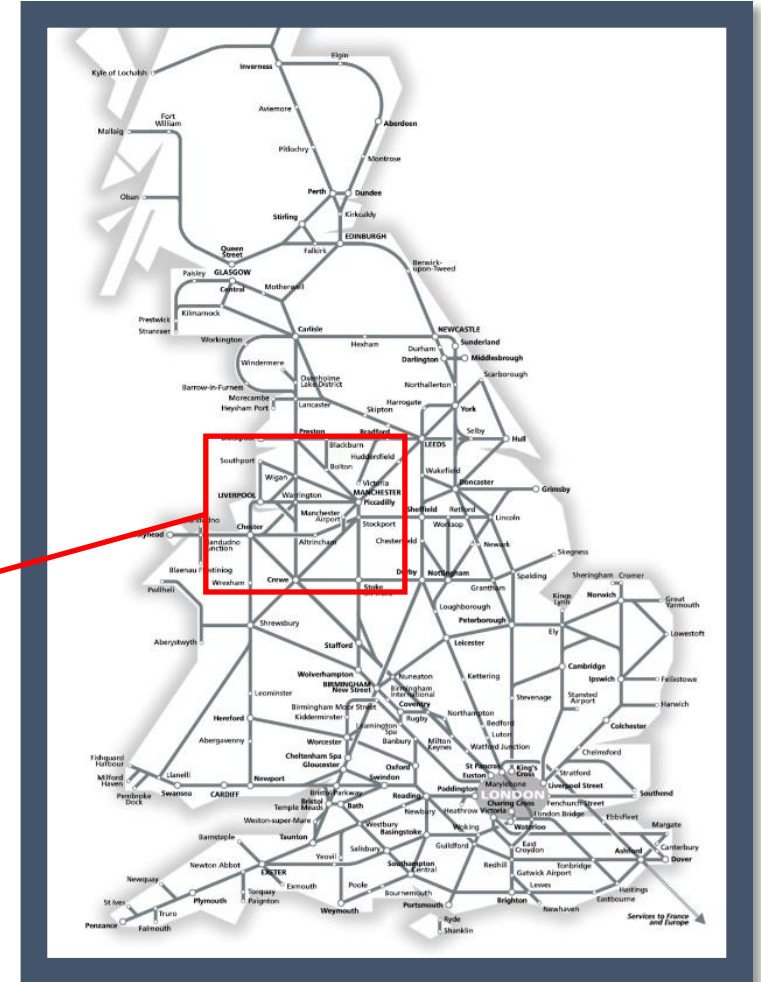 Elgin
Inverness
Kyle of Lochalsh
Aviemore
Fort
William
Aberdeen
Mallaig
Pitlochry
Montrose
Perth
Dundee
Oban
Stirling
Kirkcaldy
EDINBURGH
Queen
Street
Falkirk
Berwick-
upon-Tweed
Paisley
GLASGOW
Central
Motherwell
Kilmarnock
Prestwick
Stranraer
Carlisle
NEWCASTLE
Workington
Hexham
Durham
Sunderland
Darlington
Middlesbrough
Windermere
Scarborough
Oxenholme
Lake District
Barrow-in-Furness
Northallerton
Morecambe
Heysham Port
Lancaster
Harrogate
York
Skipton
Preston
Bradford
Selby
Hull
Blackburn
LEEDS
Huddersfield
Southport
Bolton
Wakefield
Wigan
Victoria
Doncaster
Grimsby
LIVERPOOL
Warrington
MANCHESTER
Piccadilly
Manchester
Airport
Sheffield
Retford
Lincoln
Stockport
Worksop
Chester
Altrincham
Chesterfield
Newark
Skegness
Wrexham
Crewe
Stoke
Derby
Nottingham
Spalding
Sheringham
Cromer
Pwllheli
Grantham
Kings
Lynn
Norwich
Great
Yarmouth
Loughborough
Shrewsbury
Peterborough
Aberystwyth
Ely
Lowestoft
Stafford
Leicester
Wolverhampton
Nuneaton
Kettering
Cambridge
BIRMINGHAM
New Street
Birmingham
International
Ipswich
Felixstowe
Leominster
Coventry
Stevenage
Stansted
Airport
Harwich
Birmingham Moor Street
Kidderminster
Rugby
Northampton
Hereford
Leamington
Spa
Bedford
Colchester
Abergavenny
Worcester
Banbury
Milton
Keynes
Luton
Watford Junction
Chelmsford
Cheltenham Spa
Gloucester
Oxford
St Pancras
Euston
King's
Cross
Stratford
Fishguard
Harbour
Llanelli
Newport
Swindon
Marylebone
Liverpool Street
Milford
Haven
Swansea
CARDIFF
Bristol Parkway
Reading
Paddington
LONDON
Southend
Pembroke
Dock
Bristol
Temple Meads
Bath
Newbury
Heathrow
Victoria
Charing Cross
Fenchurch Street
London Bridge
Ebbsfleet
Weston-super-Mare
Westbury
Basingstoke
Woking
Waterloo
Margate
Barnstaple
Taunton
Salisbury
Guildford
East
Croydon
Canterbury
Ashford
Dover
Newton Abbot
Yeovil
Southampton
Central
Redhill
Tonbridge
Gatwick Airport
Newquay
EXETER
Exmouth
Poole
Bournemouth
Lewes
Hastings
St Ives
Plymouth
Torquay
Paignton
Weymouth
Portsmouth
Brighton
Newhaven
Eastbourne
Truro
Penzance
Falmouth
Ryde
Shanklin
Services to France
and Europe